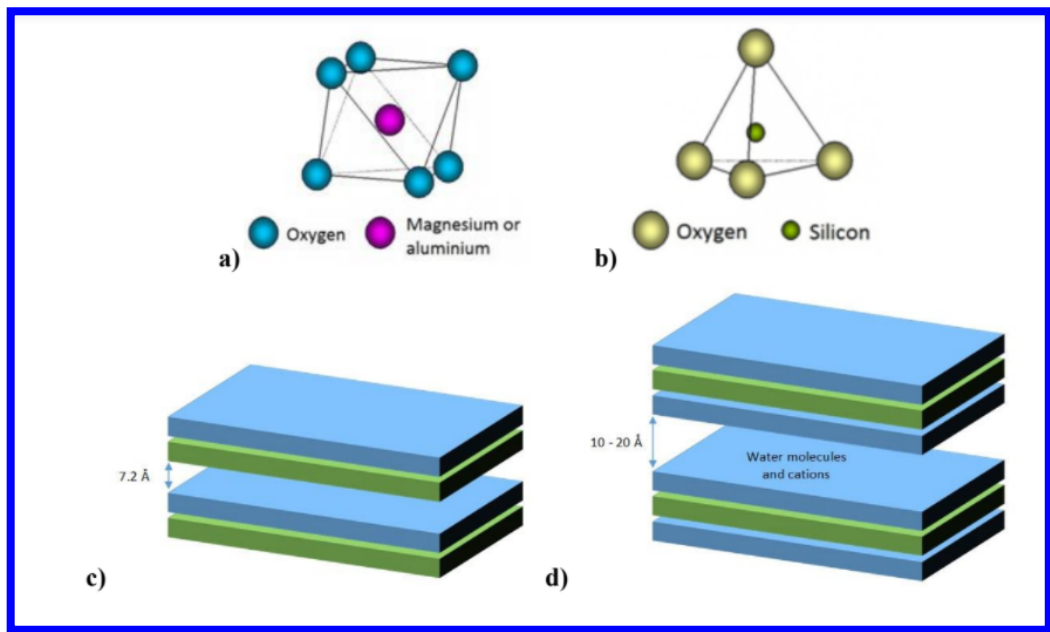 Oxygen
Magnesium or
aluminium
a)
Oxygen
Silicon
b)
7.2 Å
c)
10 - 20 Å
Water molecules
and cations
d)